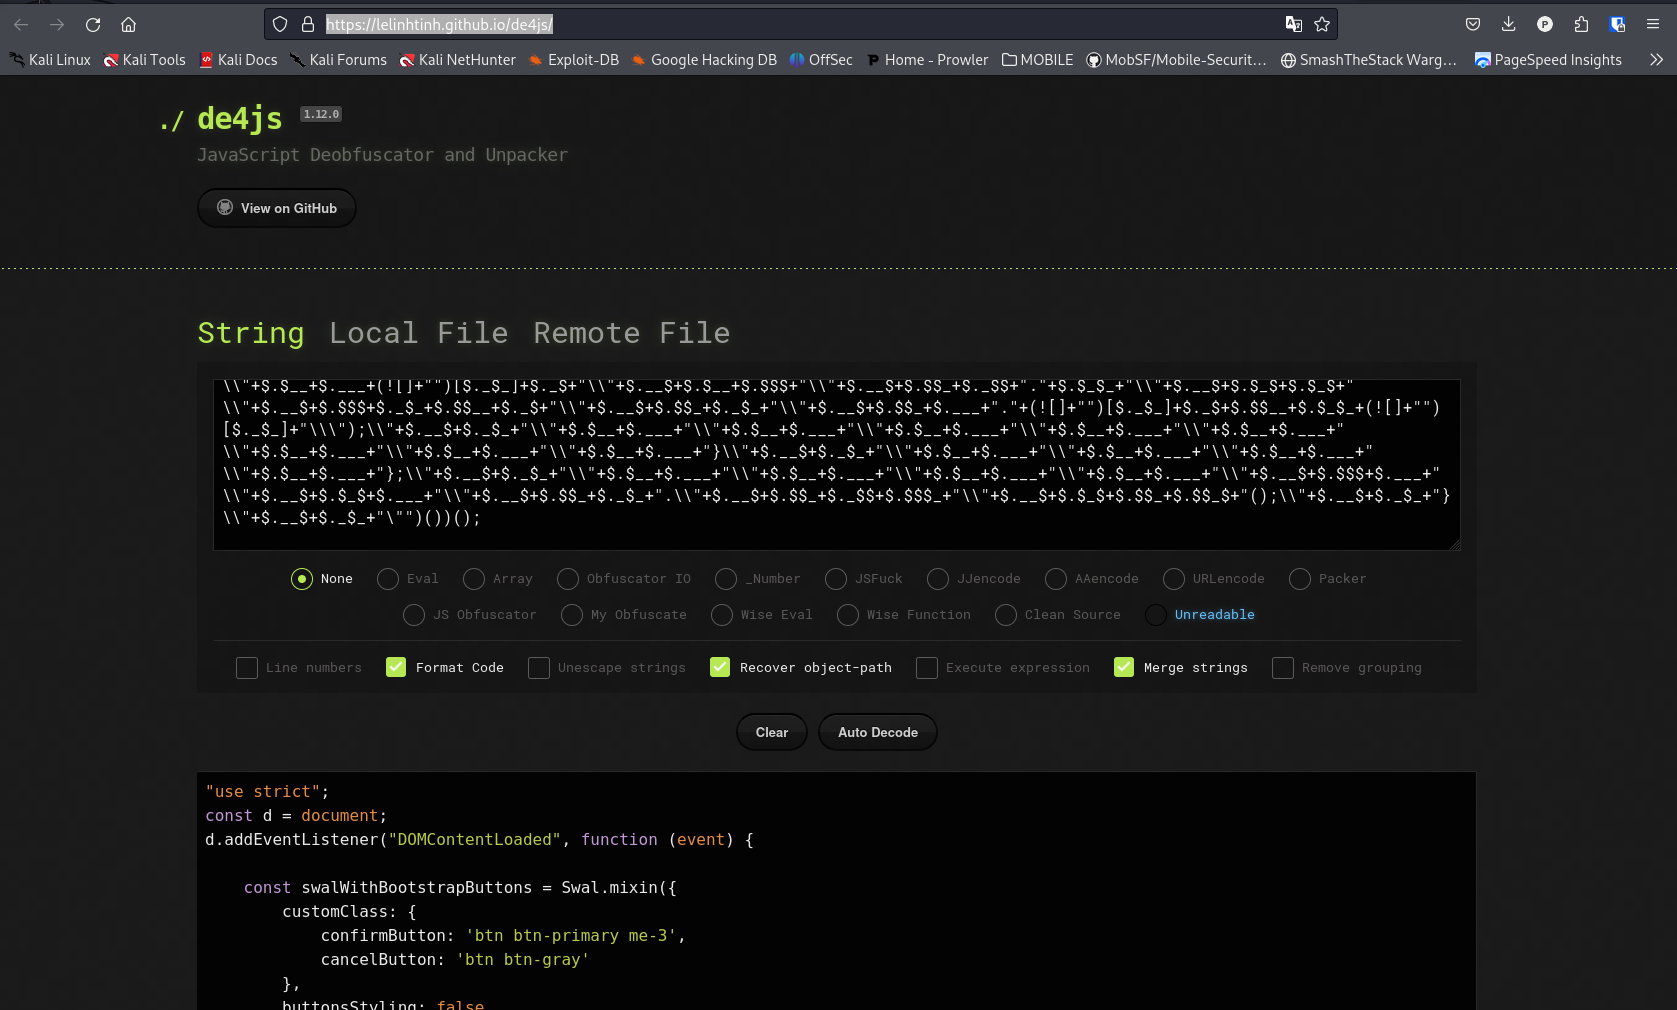 https://lelinhtinh.github.io/de4js/
Kali Linux Kali Tools Kali Docs Kali Forums Kali NetHunter Exploit-DB Google Hacking DB OffSec Home - Prowler MOBILE MobSF/Mobile-Securit… SmashTheStack Warg… PageSpeed Insights
./ de4js 1.12.0
JavaScript Deobfuscator and Unpacker
View on GitHub
String Local File Remote File
\\"+$.$__+$.___+(![]+"")[$._$_]+$._$+"\\"+$.__$+$.$__+$.$$$+"\\"+$.__$+$.$$_+$._$$+"."+$.$_$_+"\\"+$.__$+$.$_$+$.$_$+"
\\"+$.__$+$.$$$+$._$_+$.$$__+$._$+"\\"+$.__$+$.$$_+$._$_+"\\"+$.__$+$.$$_+$.___+"."+(![]+"")[$._$_]+$._$+$.$$__+$.$_$_+(![]+"")
[$._$_]+"\\\");\\"+$.__$+$._$_+"\\"+$.$__+$.___+"\\"+$.$__+$.___+"\\"+$.$__+$.___+"\\"+$.$__+$.___+"\\"+$.$__+$.___+"
\\"+$.$__+$.___+"\\"+$.$__+$.___+"\\"+$.$__+$.___+"}\\"+$.__$+$._$_+"\\"+$.$__+$.___+"\\"+$.$__+$.___+"\\"+$.$__+$.___+"
\\"+$.$__+$.___+"};\\"+$.__$+$._$_+"\\"+$.$__+$.___+"\\"+$.$__+$.___+"\\"+$.$__+$.___+"\\"+$.$__+$.___+"\\"+$.__$+$.$$$+$.___+"
\\"+$.__$+$.$_$+$.___+"\\"+$.__$+$.$$_+$._$_+".\\"+$.__$+$.$$_+$._$$+$.$$$_+"\\"+$.__$+$.$_$+$.$$_+$.$$_$+"();\\"+$.__$+$._$_+"}
\\"+$.__$+$._$_+"\"")())();
None Eval Array Obfuscator IO _Number JSFuck JJencode AAencode URLencode Packer
JS Obfuscator My Obfuscate Wise Eval Wise Function Clean Source Unreadable
Line numbers Format Code Unescape strings Recover object-path Execute expression Merge strings Remove grouping
Clear Auto Decode
"use strict";
const d = document;
d.addEventListener("DOMContentLoaded", function (event) {
const swalWithBootstrapButtons = Swal.mixin({
customClass: {
confirmButton: 'btn btn-primary me-3',
cancelButton: 'btn btn-gray'
},
buttonsStyling: false